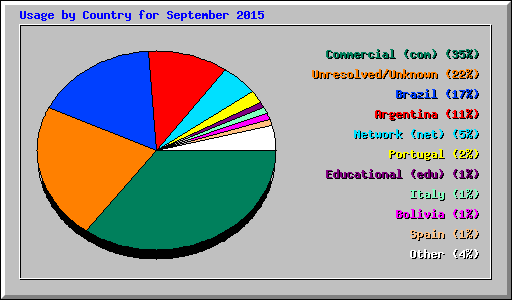 Usage by Country for September 2015
Commercial (com) (35%)
Unresolved/Unknown (22%)
Brazil (17%)
Argentina (11%)
Network (net) (5%)
Portugal (2%)
Educational (edu) (1%)
Italy (1%)
Bolivia (1%)
Spain (1%)
Other (4%)